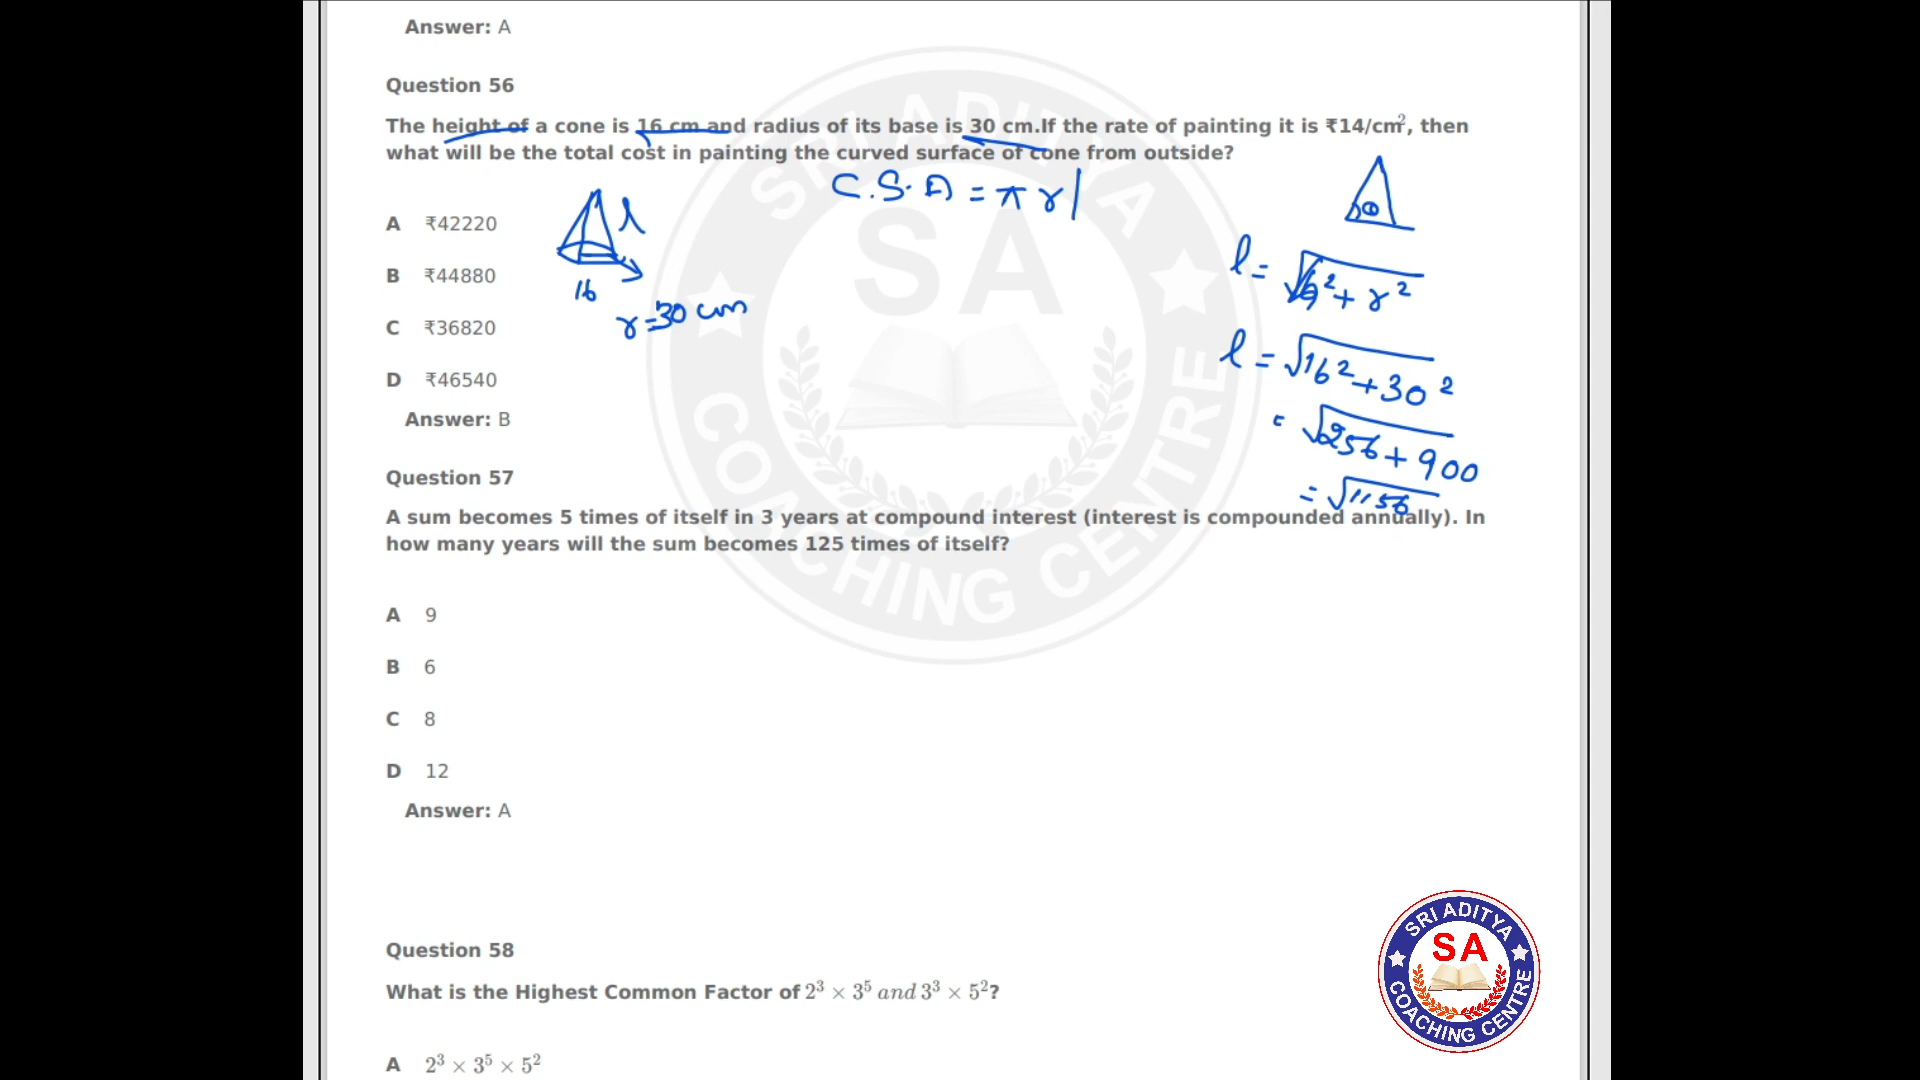 Answer: A
Question 56
The height of a cone is 16 cm and radius of its base is 30 cm.If the rate of painting it is ₹14/cm², then
what will be the total cost in painting the curved surface of cone from outside?
C.S.A = πrl
A ₹42220
l
B ₹44880
16
r=30 cm
C ₹36820
D ₹46540
Answer: B
l = √h²+r²
l = √16²+30²
= √256+900
= √1156
Question 57
A sum becomes 5 times of itself in 3 years at compound interest (interest is compounded annually). In
how many years will the sum becomes 125 times of itself?
A 9
B 6
C 8
D 12
Answer: A
Question 58
What is the Highest Common Factor of 2³ × 3⁵ and 3³ × 5²?
A 2³ × 3⁵ × 5²
SRI ADITYA
SA
COACHING CENTRE
SRI ADITYA
SA
COACHING CENTRE